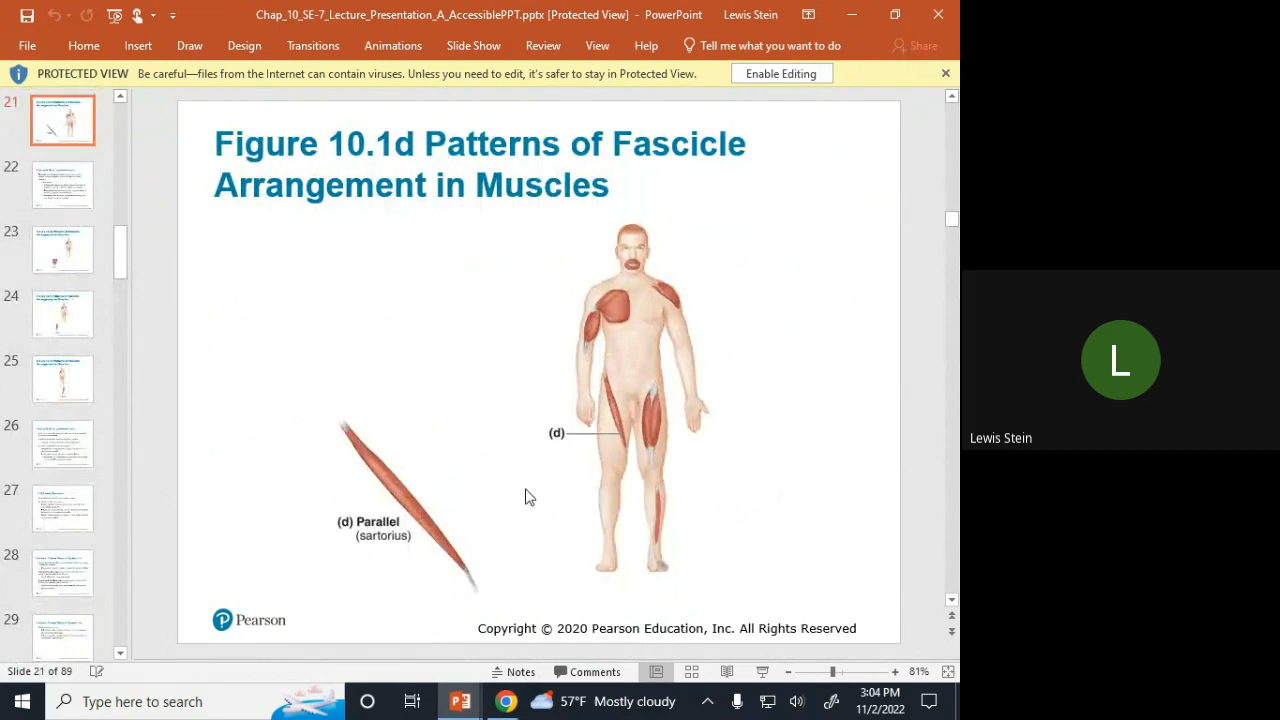 Chap_10_SE-7_Lecture_Presentation_A_AccessiblePPT.pptx [Protected View] - PowerPoint
Lewis Stein
File Home Insert Draw Design Transitions Animations Slide Show Review View Help Tell me what you want to do Share
PROTECTED VIEW Be careful—files from the Internet can contain viruses. Unless you need to edit, it's safer to stay in Protected View. Enable Editing
21
22
23
24
25
26
27
28
29
Figure 10.1d Patterns of Fascicle
Arrangement in Muscles
(d)
(d) Parallel
(sartorius)
P Pearson
Copyright © 2020 Pearson Education, Inc. All Rights Reserved
L
Lewis Stein
Slide 21 of 89
Notes Comments 81%
Type here to search
57°F Mostly cloudy
3:04 PM
11/2/2022